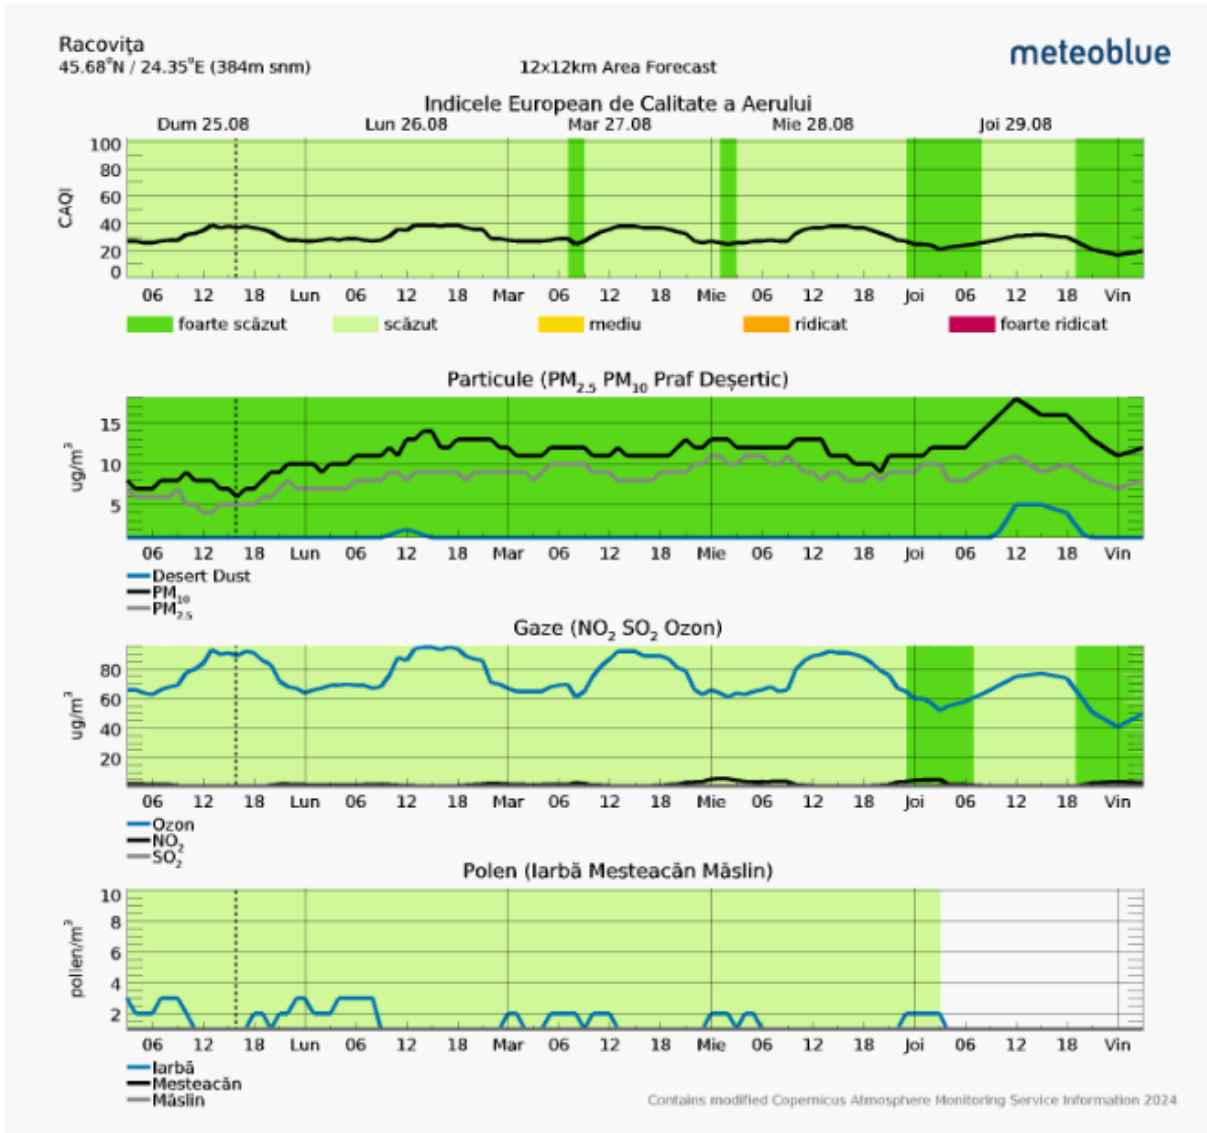 Racovița
meteoblue
45.68°N / 24.35°E (384m snm)
12x12km Area Forecast
Indicele European de Calitate a Aerului
Dum 25.08 Lun 26.08 Mar 27.08 Mie 28.08 Joi 29.08
100
80
60
40
20
0
CAQI
06 12 18 Lun 06 12 18 Mar 06 12 18 Mie 06 12 18 Joi 06 12 18 Vin
foarte scăzut scăzut mediu ridicat foarte ridicat
Particule (PM2.5 PM10 Praf Deșertic)
15
10
5
ug/m³
06 12 18 Lun 06 12 18 Mar 06 12 18 Mie 06 12 18 Joi 06 12 18 Vin
Desert Dust
PM10
PM2.5
Gaze (NO2 SO2 Ozon)
80
60
40
20
ug/m³
06 12 18 Lun 06 12 18 Mar 06 12 18 Mie 06 12 18 Joi 06 12 18 Vin
Ozon
NO2
SO2
Polen (Iarbă Mesteacăn Măslin)
10
8
6
4
2
pollen/m³
06 12 18 Lun 06 12 18 Mar 06 12 18 Mie 06 12 18 Joi 06 12 18 Vin
Iarbă
Mesteacăn
Măslin
Contains modified Copernicus Atmosphere Monitoring Service Information 2024